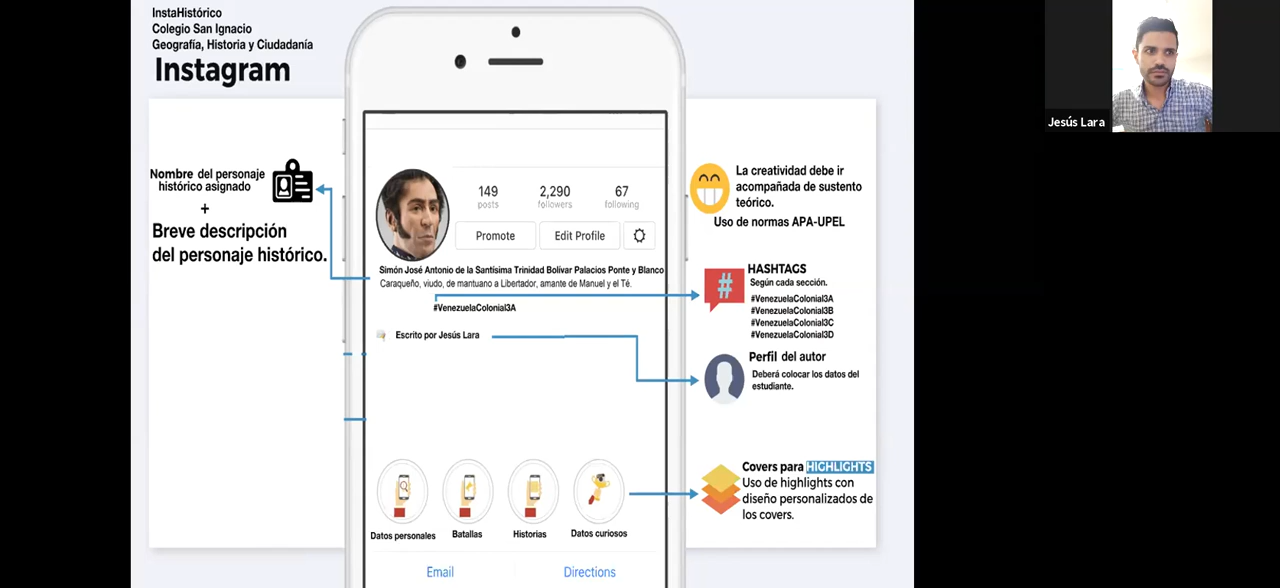 InstaHistórico
Colegio San Ignacio
Geografía, Historia y Ciudadanía
Instagram
Nombre del personaje
histórico asignado
+
Breve descripción
del personaje histórico.
149
posts
2,290
followers
67
following
Promote
Edit Profile
Simón José Antonio de la Santísima Trinidad Bolívar Palacios Ponte y Blanco
Caraqueño, viudo, de mantuano a Libertador, amante de Manuel y el Té.
#VenezuelaColonial3A
Escrito por Jesús Lara
Datos personales
Batallas
Historias
Datos curiosos
Email
Directions
La creatividad debe ir
acompañada de sustento
teórico.
Uso de normas APA-UPEL
#
HASHTAGS
Según cada sección.
#VenezuelaColonial3A
#VenezuelaColonial3B
#VenezuelaColonial3C
#VenezuelaColonial3D
Perfil del autor
Deberá colocar los datos del
estudiante.
Covers para HIGHLIGHTS
Uso de highlights con
diseño personalizados de
los covers.
Jesús Lara